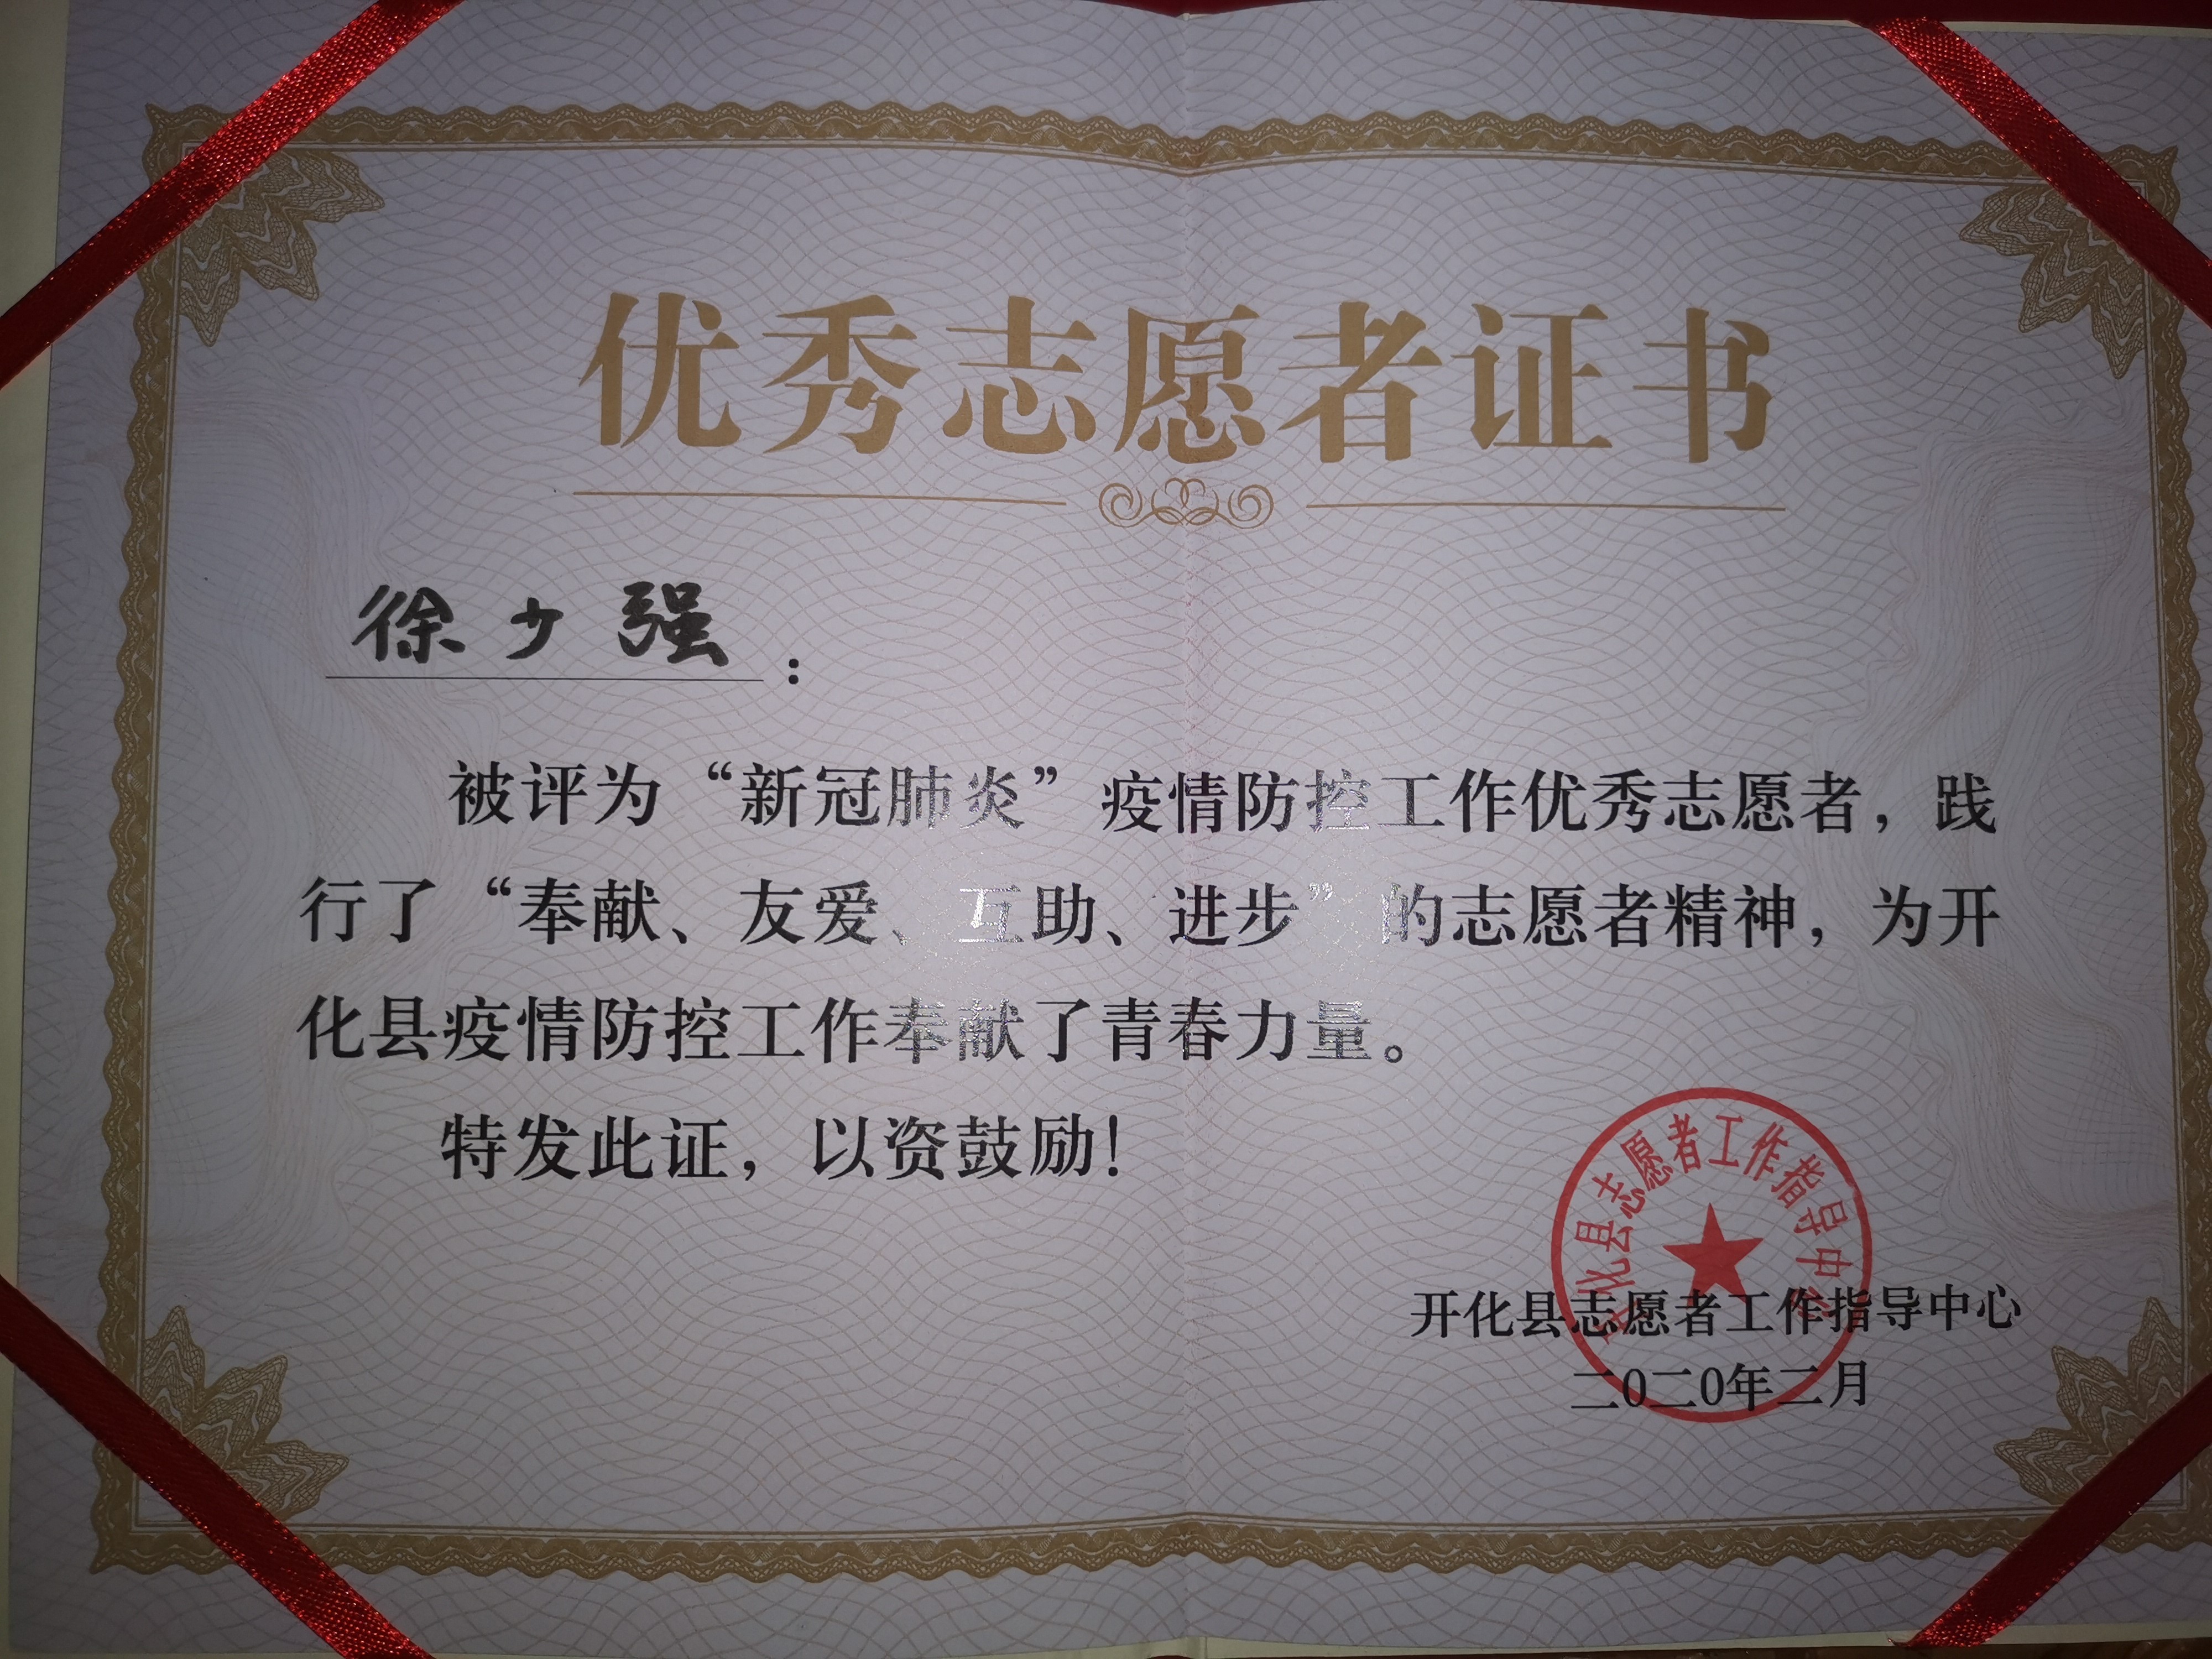 优秀志愿者证书
徐少强：
被评为“新冠肺炎”疫情防控工作优秀志愿者，践
行了“奉献、友爱、互助、进步”的志愿者精神，为开
化县疫情防控工作奉献了青春力量。
特发此证，以资鼓励！
开化县志愿者工作指导中心
开化县志愿者工作指导中心
二0二0年二月